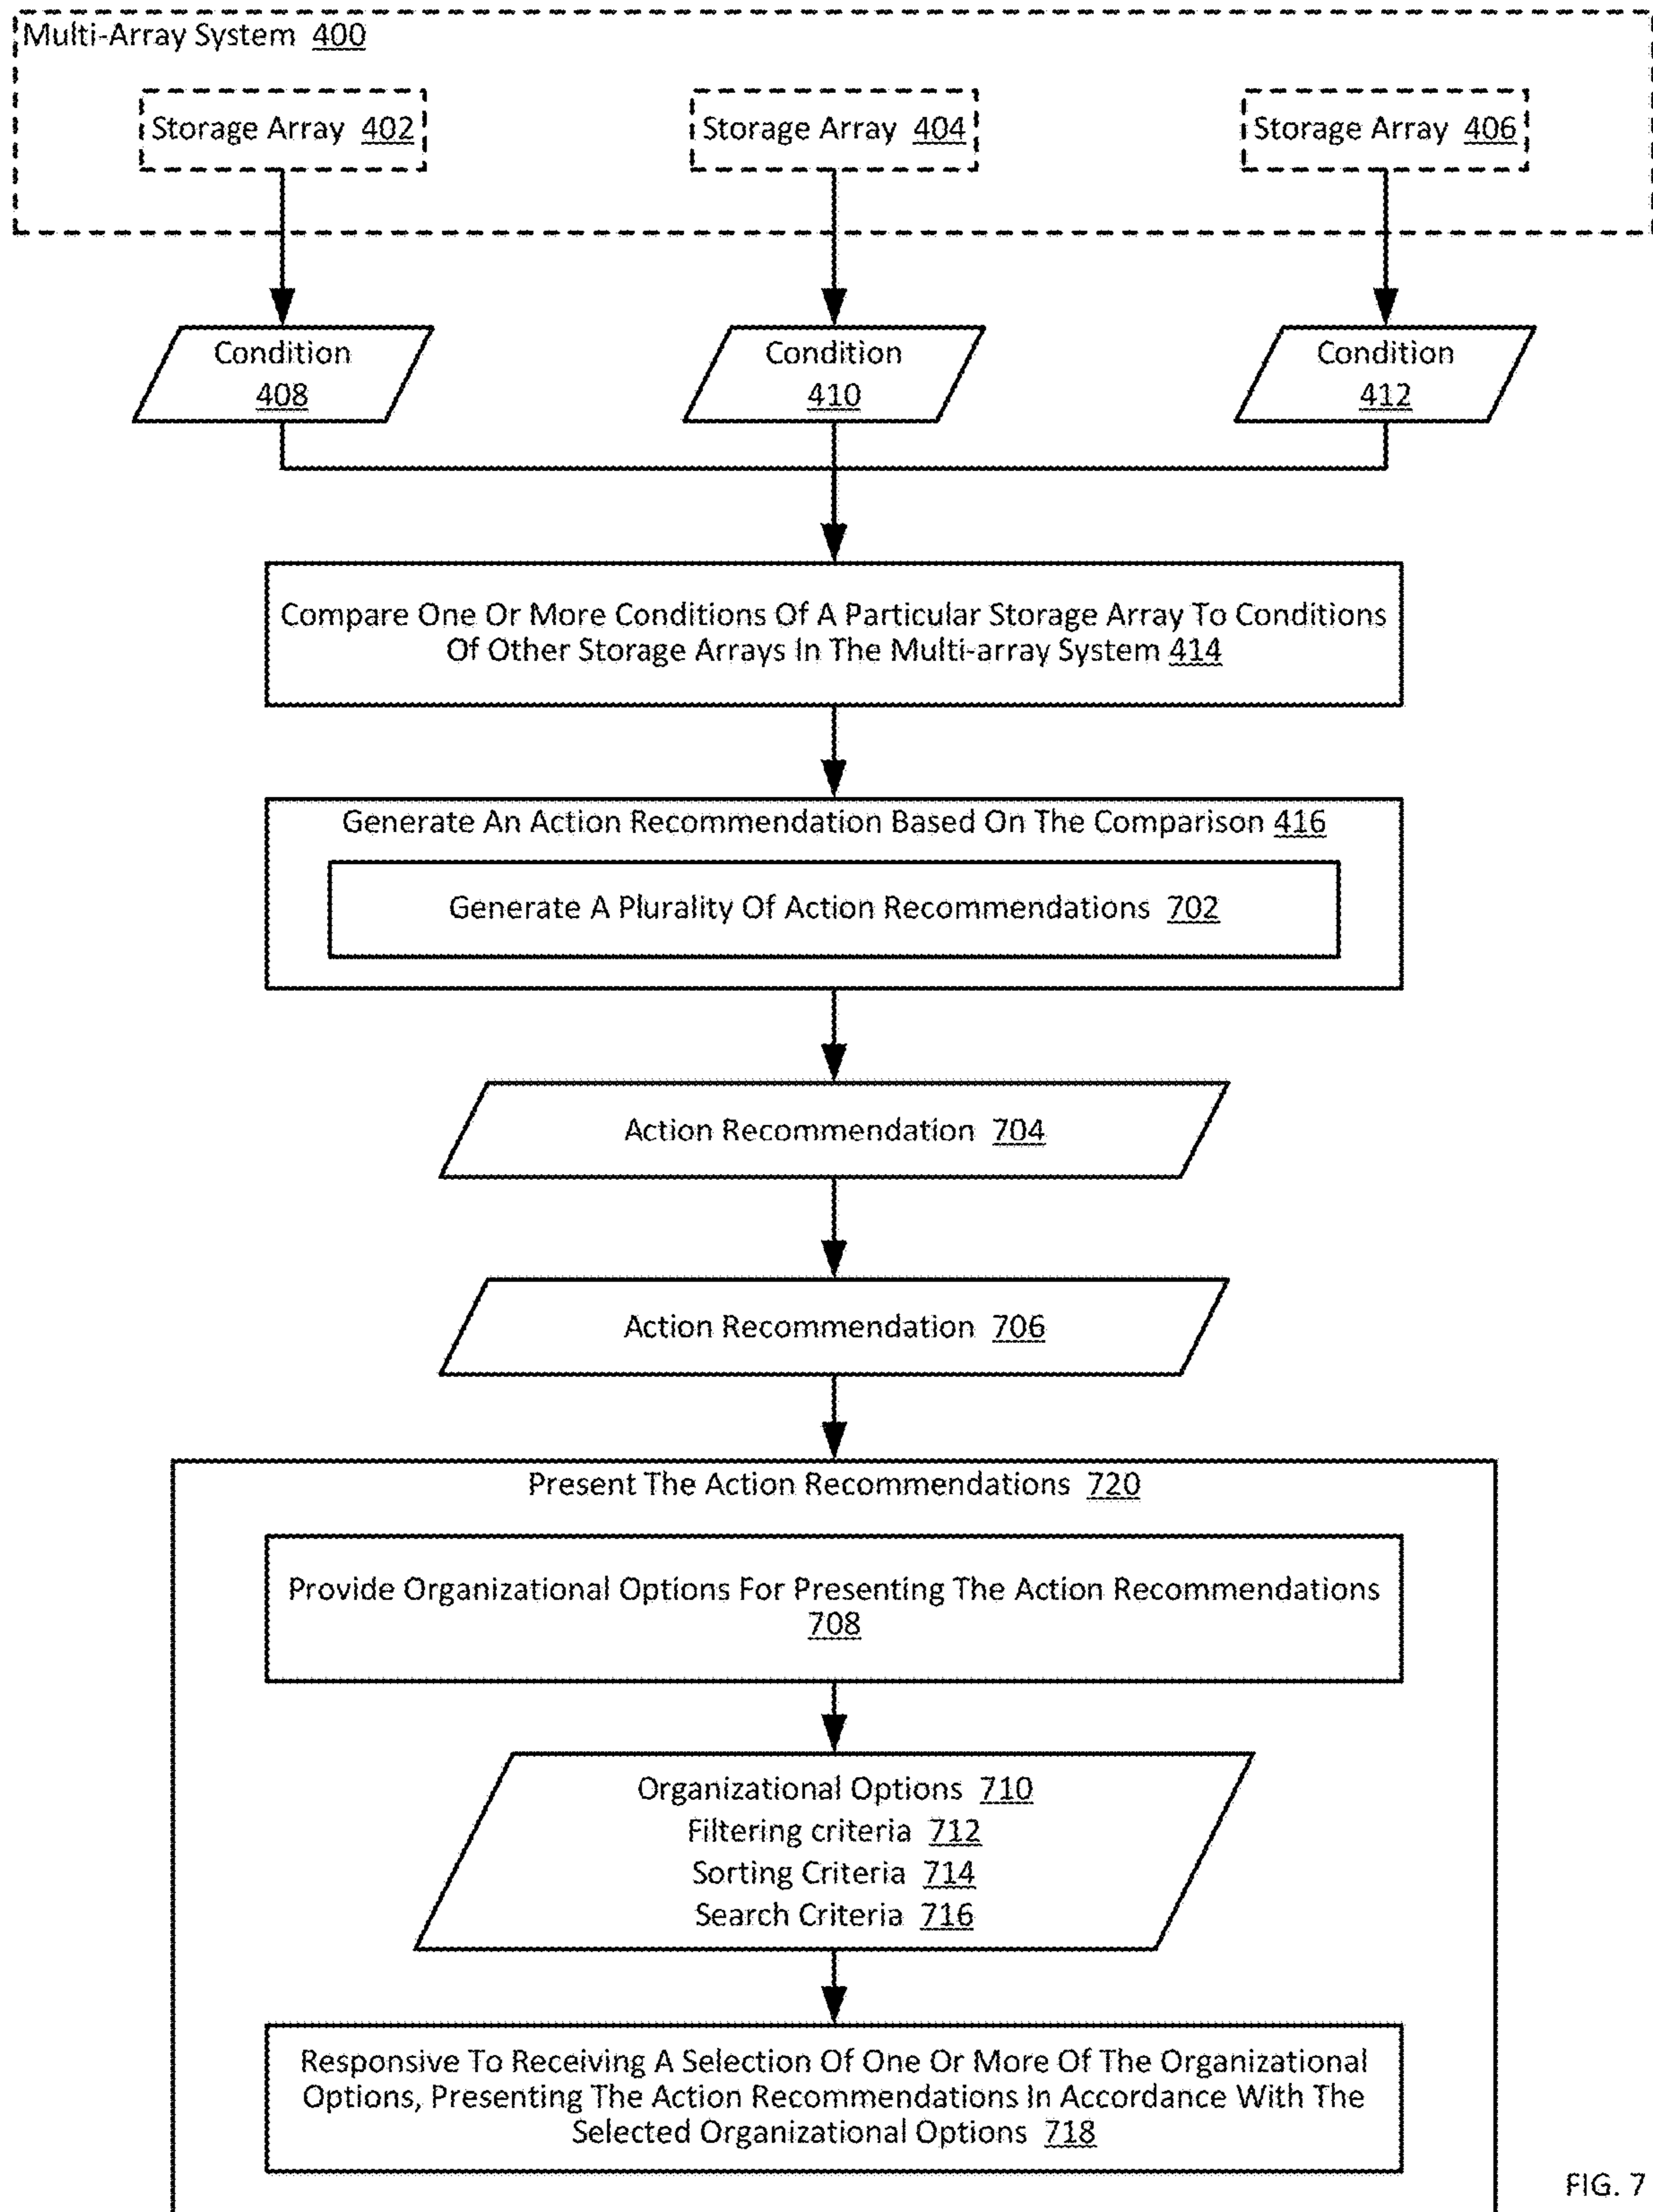 Multi-Array System 400
Storage Array 402
Storage Array 404
Storage Array 406
Condition
408
Condition
410
Condition
412
Compare One Or More Conditions Of A Particular Storage Array To Conditions
Of Other Storage Arrays In The Multi-array System 414
Generate An Action Recommendation Based On The Comparison 416
Generate A Plurality Of Action Recommendations 702
Action Recommendation 704
Action Recommendation 706
Present The Action Recommendations 720
Provide Organizational Options For Presenting The Action Recommendations
708
Organizational Options 710
Filtering criteria 712
Sorting Criteria 714
Search Criteria 716
Responsive To Receiving A Selection Of One Or More Of The Organizational
Options, Presenting The Action Recommendations In Accordance With The
Selected Organizational Options 718
FIG. 7